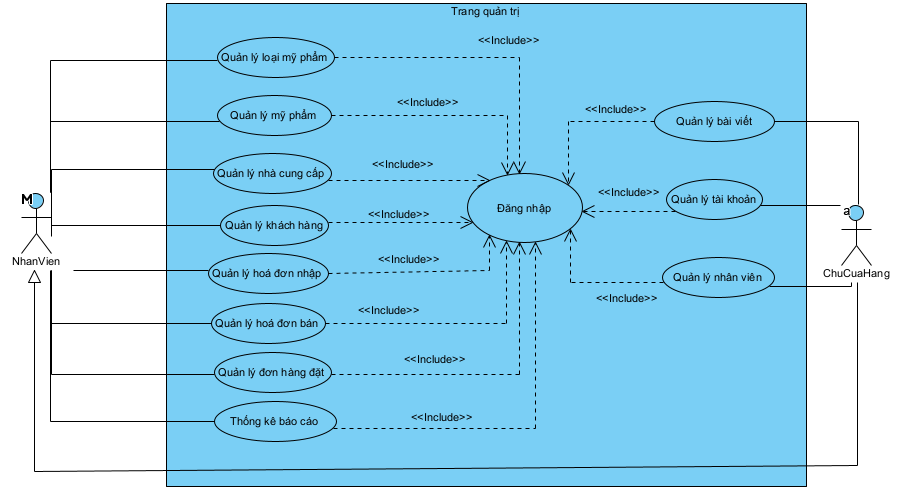 Trang quản trị
Quản lý loại mỹ phẩm
<<Include>>
Quản lý mỹ phẩm
<<Include>>
<<Include>>
Quản lý bài viết
Quản lý nhà cung cấp
<<Include>>
<<Include>>
Quản lý tài khoản
M
Đăng nhập
a
Quản lý khách hàng
<<Include>>
NhanVien
Quản lý hoá đơn nhập
<<Include>>
Quản lý nhân viên
ChuCuaHang
<<Include>>
Quản lý hoá đơn bán
<<Include>>
Quản lý đơn hàng đặt
<<Include>>
Thống kê báo cáo
<<Include>>